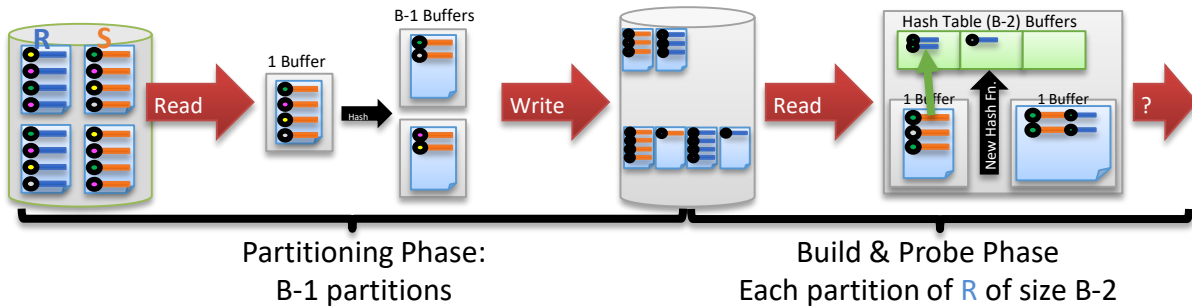 R S
Read
1 Buffer
Hash
B-1 Buffers
Write
Read
Hash Table (B-2) Buffers
1 Buffer
New Hash Fn.
1 Buffer
?
Partitioning Phase:
B-1 partitions
Build & Probe Phase
Each partition of R of size B-2